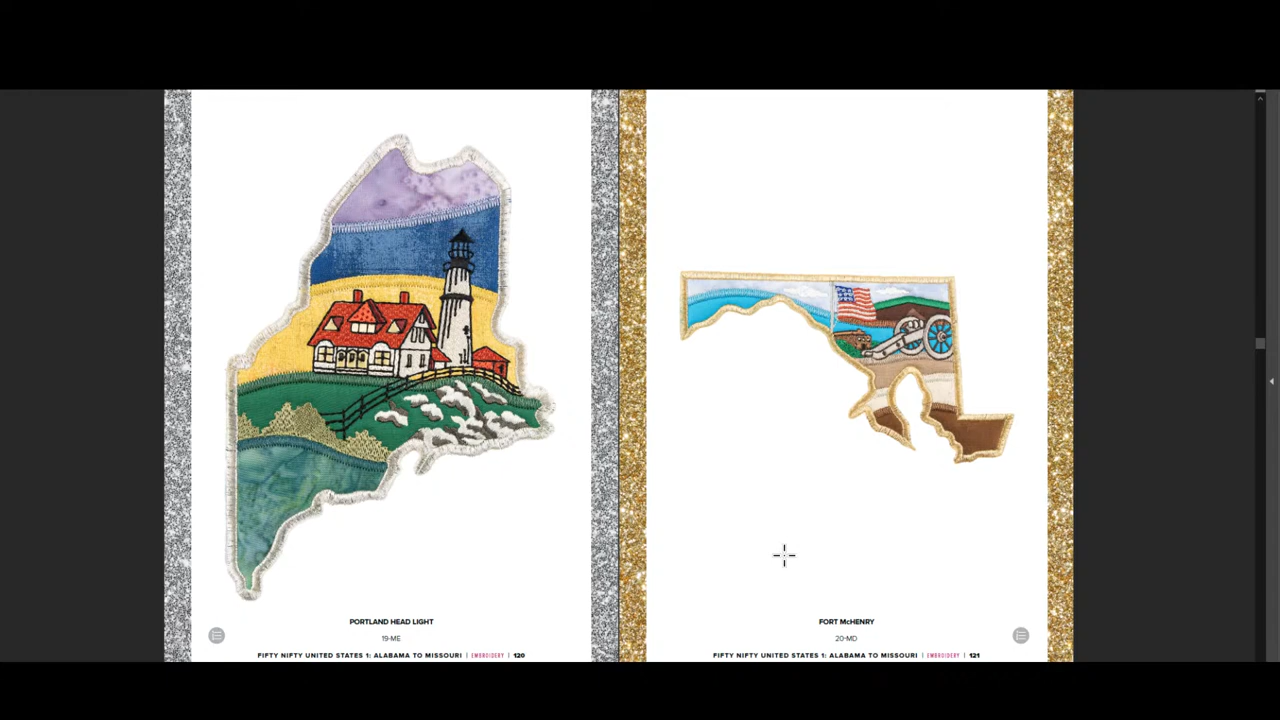 PORTLAND HEAD LIGHT
19-ME
FIFTY NIFTY UNITED STATES 1: ALABAMA TO MISSOURI | EMBROIDERY | 120
FORT McHENRY
20-MD
FIFTY NIFTY UNITED STATES 1: ALABAMA TO MISSOURI | EMBROIDERY | 121